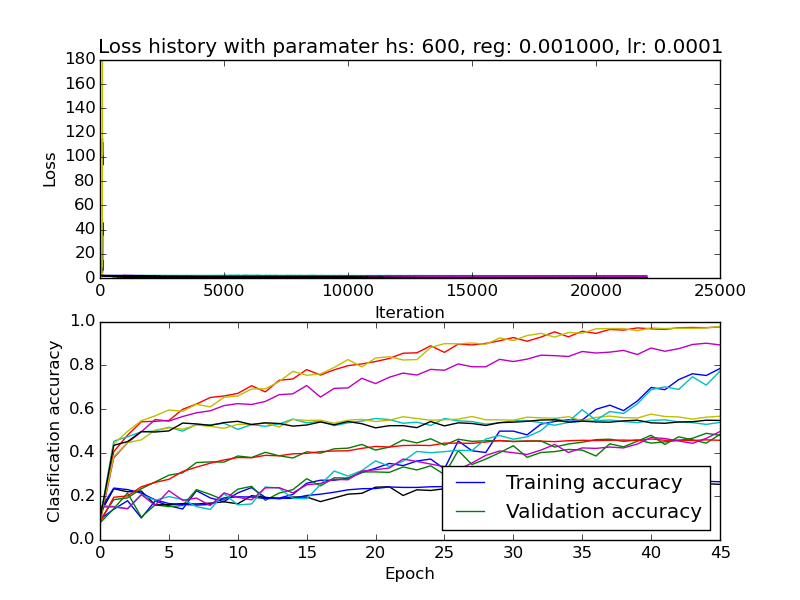 Loss history with paramater hs: 600, reg: 0.001000, lr: 0.0001
180
160
140
120
100
80
60
40
20
0
Loss
0 5000 10000 15000 20000 25000
Iteration
1.0
0.8
0.6
0.4
0.2
0.0
Clasification accuracy
Training accuracy
Validation accuracy
0 5 10 15 20 25 30 35 40 45
Epoch